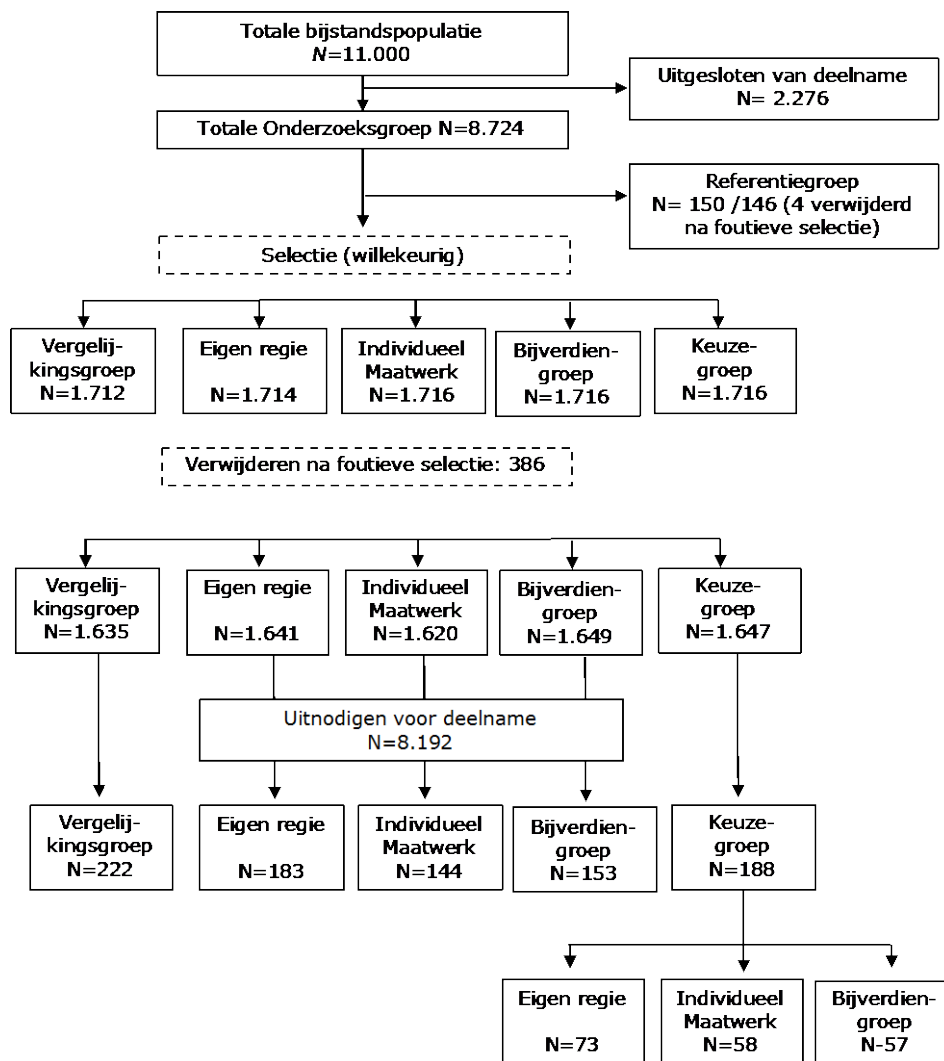 Totale bijstandspopulatie
N=11.000
Uitgesloten van deelname
N= 2.276
Totale Onderzoeksgroep N=8.724
Referentiegroep
N= 150 /146 (4 verwijderd
na foutieve selectie)
Selectie (willekeurig)
Vergelij-
kingsgroep
N=1.712
Eigen regie
N=1.714
Individueel
Maatwerk
N=1.716
Bijverdien-
groep
N=1.716
Keuze-
groep
N=1.716
Verwijderen na foutieve selectie: 386
Vergelij-
kingsgroep
N=1.635
Eigen regie
N=1.641
Individueel
Maatwerk
N=1.620
Bijverdien-
groep
N=1.649
Keuze-
groep
N=1.647
Uitnodigen voor deelname
N=8.192
Vergelij-
kingsgroep
N=222
Eigen regie
N=183
Individueel
Maatwerk
N=144
Bijverdien-
groep
N=153
Keuze-
groep
N=188
Eigen regie
N=73
Individueel
Maatwerk
N=58
Bijverdien-
groep
N-57